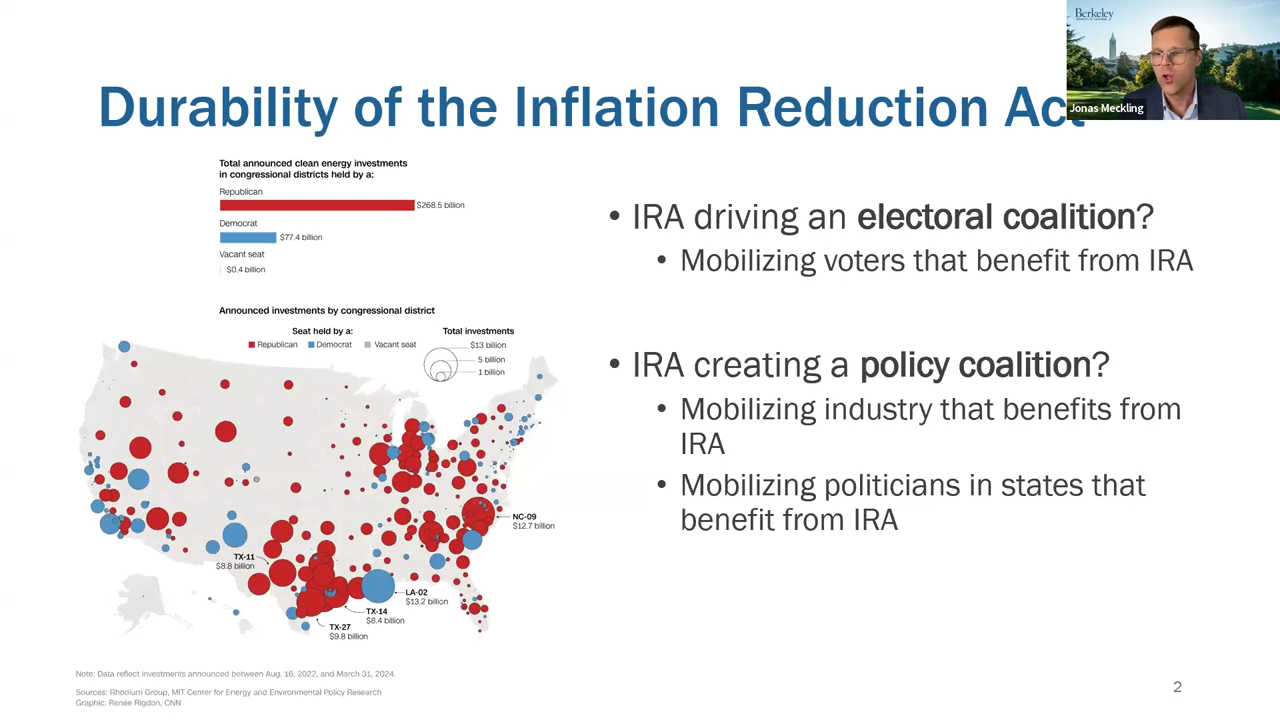 Berkeley
Jonas Meckling
Durability of the Inflation Reduction Act
Total announced clean energy investments
in congressional districts held by a:
Republican
$268.5 billion
Democrat
$77.4 billion
Vacant seat
$0.4 billion
Announced investments by congressional district
Seat held by a:
Republican
Democrat
Vacant seat
Total investments
$13 billion
5 billion
1 billion
NC-09
$12.7 billion
TX-11
$8.8 billion
LA-02
$13.2 billion
TX-14
$8.4 billion
TX-27
$9.8 billion
• IRA driving an electoral coalition?
• Mobilizing voters that benefit from IRA
• IRA creating a policy coalition?
• Mobilizing industry that benefits from
IRA
• Mobilizing politicians in states that
benefit from IRA
Note: Data reflect investments announced between Aug. 16, 2022, and March 31, 2024.
Sources: Rhodium Group, MIT Center for Energy and Environmental Policy Research
Graphic: Renée Rigdon, CNN
2